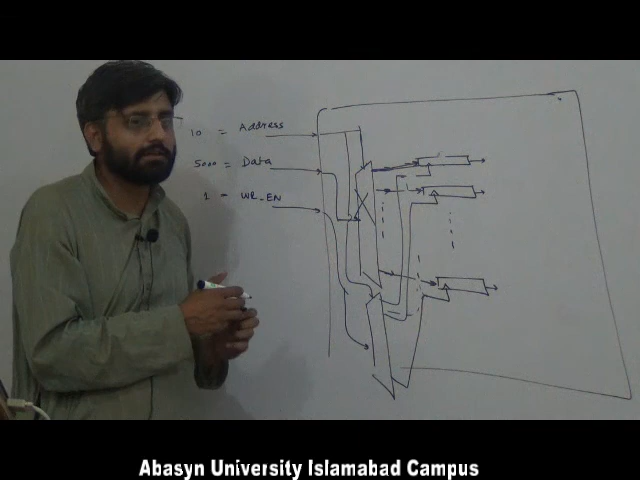 10 = Address
5000 = Data
1 = WR_EN
Abasyn University Islamabad Campus